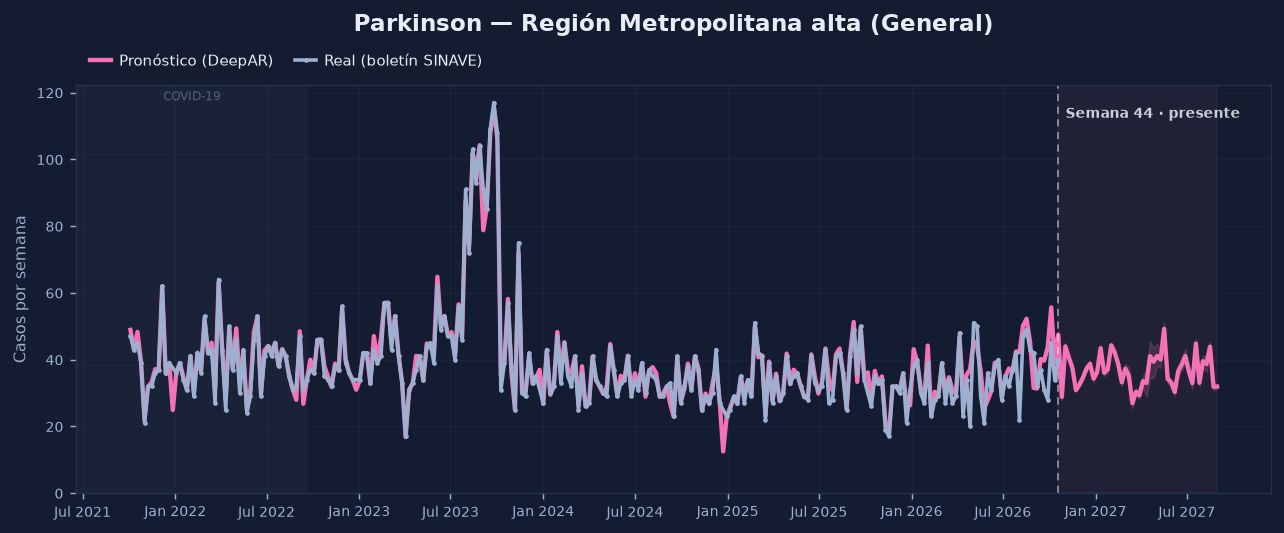 Parkinson — Región Metropolitana alta (General)
Pronóstico (DeepAR)
Real (boletín SINAVE)
COVID-19
Semana 44 · presente
Casos por semana
120
100
80
60
40
20
0
Jul 2021
Jan 2022
Jul 2022
Jan 2023
Jul 2023
Jan 2024
Jul 2024
Jan 2025
Jul 2025
Jan 2026
Jul 2026
Jan 2027
Jul 2027